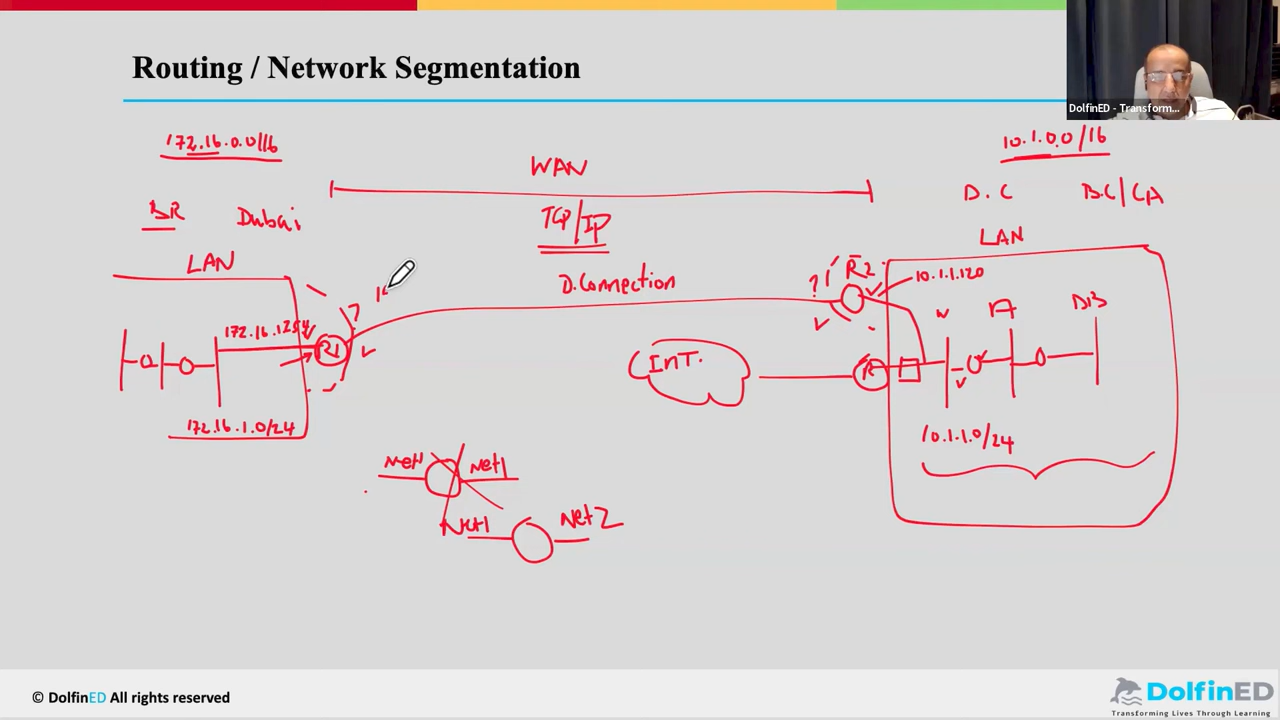 Routing / Network Segmentation
DolfinED - Transform...
172.16.0.0/16
10.1.0.0/16
WAN
BR Dubai
D.C
B.C/CA
TCP/IP
LAN
LAN
D.Connection
R2
10.1.1.120
?
?
172.16.1.254
R1
W
A
DB
InT.
R
172.16.1.0/24
10.1.1.0/24
Net1 Net1
Net1 Net2
© DolfinED All rights reserved
DolfinED
Transforming Lives Through Learning